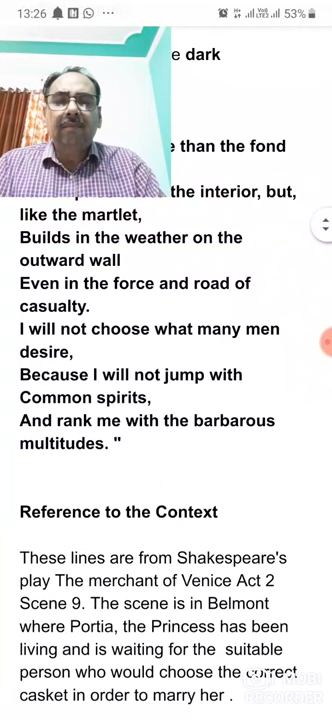 13:26 53%
e dark
e than the fond
the interior, but,
like the martlet,
Builds in the weather on the
outward wall
Even in the force and road of
casualty.
I will not choose what many men
desire,
Because I will not jump with
Common spirits,
And rank me with the barbarous
multitudes. "
Reference to the Context
These lines are from Shakespeare's
play The merchant of Venice Act 2
Scene 9. The scene is in Belmont
where Portia, the Princess has been
living and is waiting for the suitable
person who would choose the correct
casket in order to marry her .
RECORDER